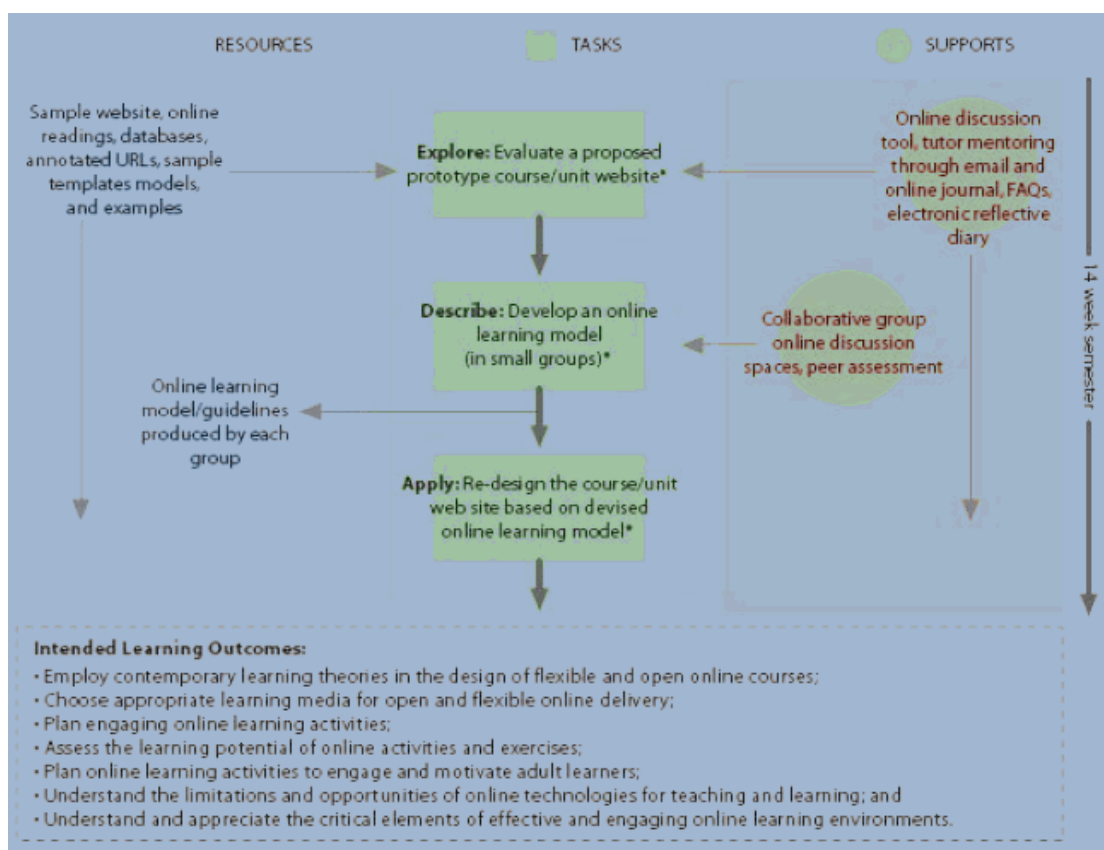 RESOURCES
TASKS
SUPPORTS
Sample website, online
readings, databases,
annotated URLs, sample
templates models,
and examples
Explore: Evaluate a proposed
prototype course/unit website*
Online discussion
tool, tutor mentoring
through email and
online journal, FAQs,
electronic reflective
diary
14 week semester
Describe: Develop an online
learning model
(in small groups)*
Collaborative group
online discussion
spaces, peer assessment
Online learning
model/guidelines
produced by each
group
Apply: Re-design the course/unit
web site based on devised
online learning model*
Intended Learning Outcomes:
• Employ contemporary learning theories in the design of flexible and open online courses;
• Choose appropriate learning media for open and flexible online delivery;
• Plan engaging online learning activities;
• Assess the learning potential of online activities and exercises;
• Plan online learning activities to engage and motivate adult learners;
• Understand the limitations and opportunities of online technologies for teaching and learning; and
• Understand and appreciate the critical elements of effective and engaging online learning environments.